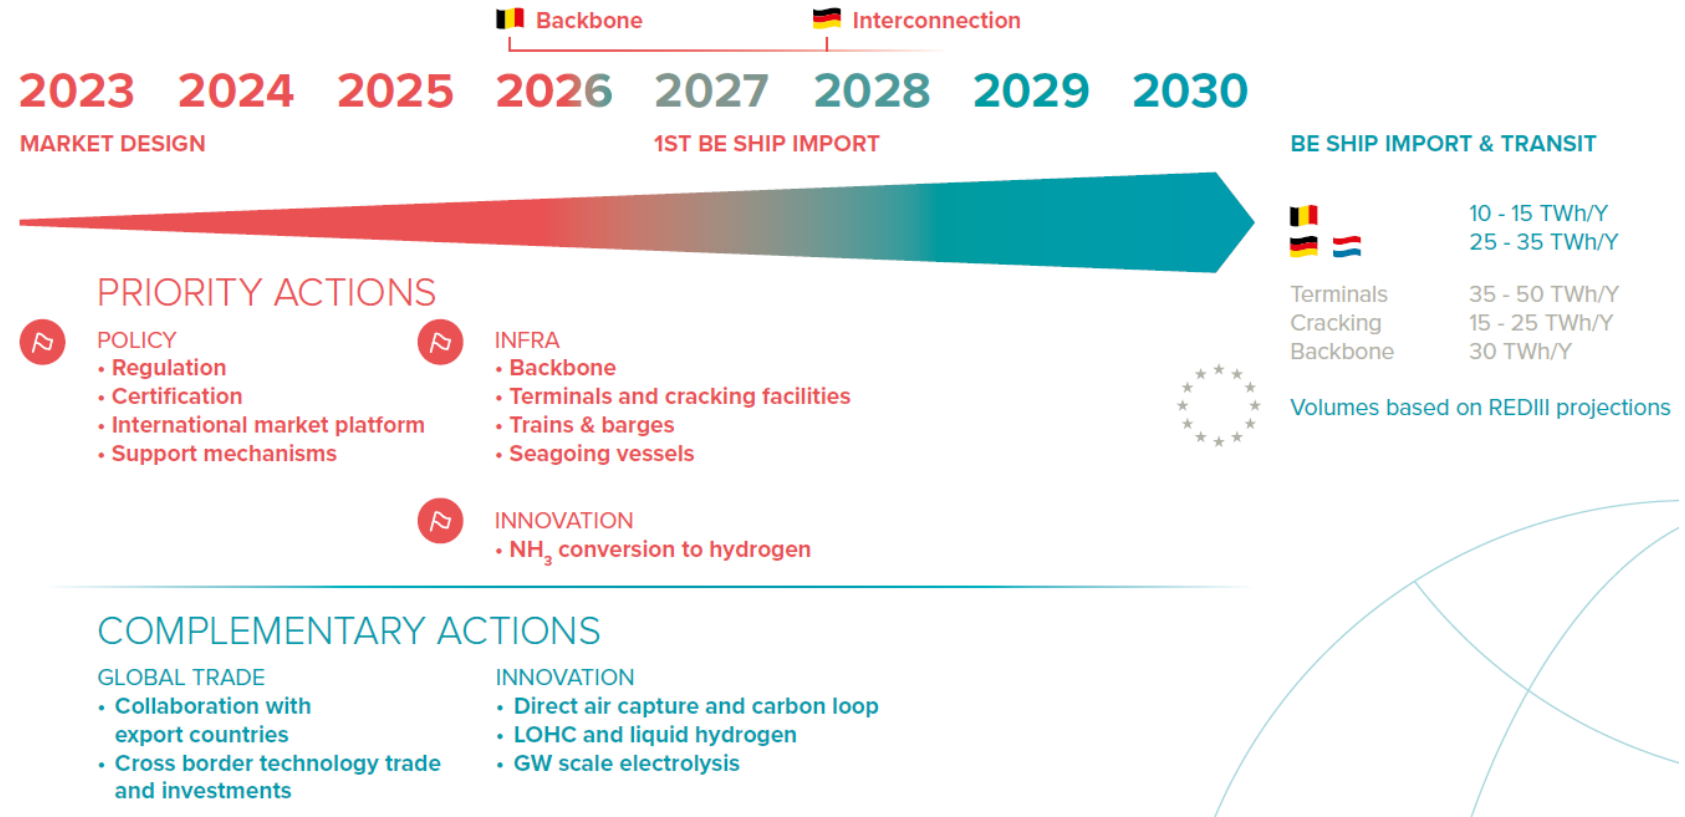 Backbone
Interconnection
2023 2024 2025 2026 2027 2028 2029 2030
MARKET DESIGN
1ST BE SHIP IMPORT
BE SHIP IMPORT & TRANSIT
10 - 15 TWh/Y
25 - 35 TWh/Y
Terminals 35 - 50 TWh/Y
Cracking 15 - 25 TWh/Y
Backbone 30 TWh/Y
Volumes based on REDIII projections
PRIORITY ACTIONS
POLICY
• Regulation
• Certification
• International market platform
• Support mechanisms
INFRA
• Backbone
• Terminals and cracking facilities
• Trains & barges
• Seagoing vessels
INNOVATION
• NH₃ conversion to hydrogen
COMPLEMENTARY ACTIONS
GLOBAL TRADE
• Collaboration with
export countries
• Cross border technology trade
and investments
INNOVATION
• Direct air capture and carbon loop
• LOHC and liquid hydrogen
• GW scale electrolysis